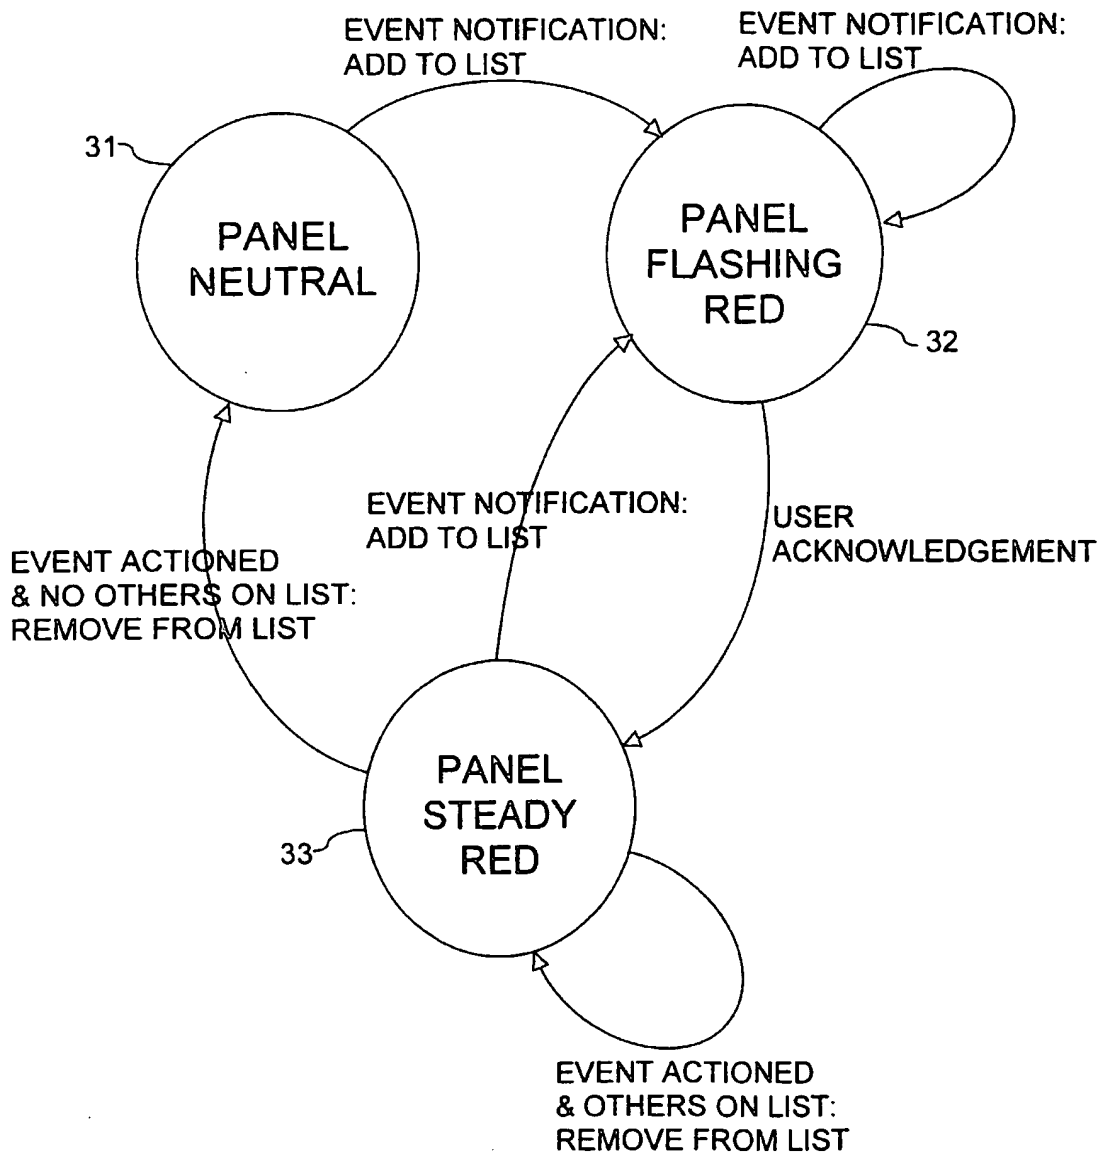 EVENT NOTIFICATION:
ADD TO LIST
EVENT NOTIFICATION:
ADD TO LIST
31
PANEL
NEUTRAL
PANEL
FLASHING
RED
32
EVENT NOTIFICATION:
ADD TO LIST
USER
ACKNOWLEDGEMENT
EVENT ACTIONED
& NO OTHERS ON LIST:
REMOVE FROM LIST
PANEL
STEADY
RED
33
EVENT ACTIONED
& OTHERS ON LIST:
REMOVE FROM LIST